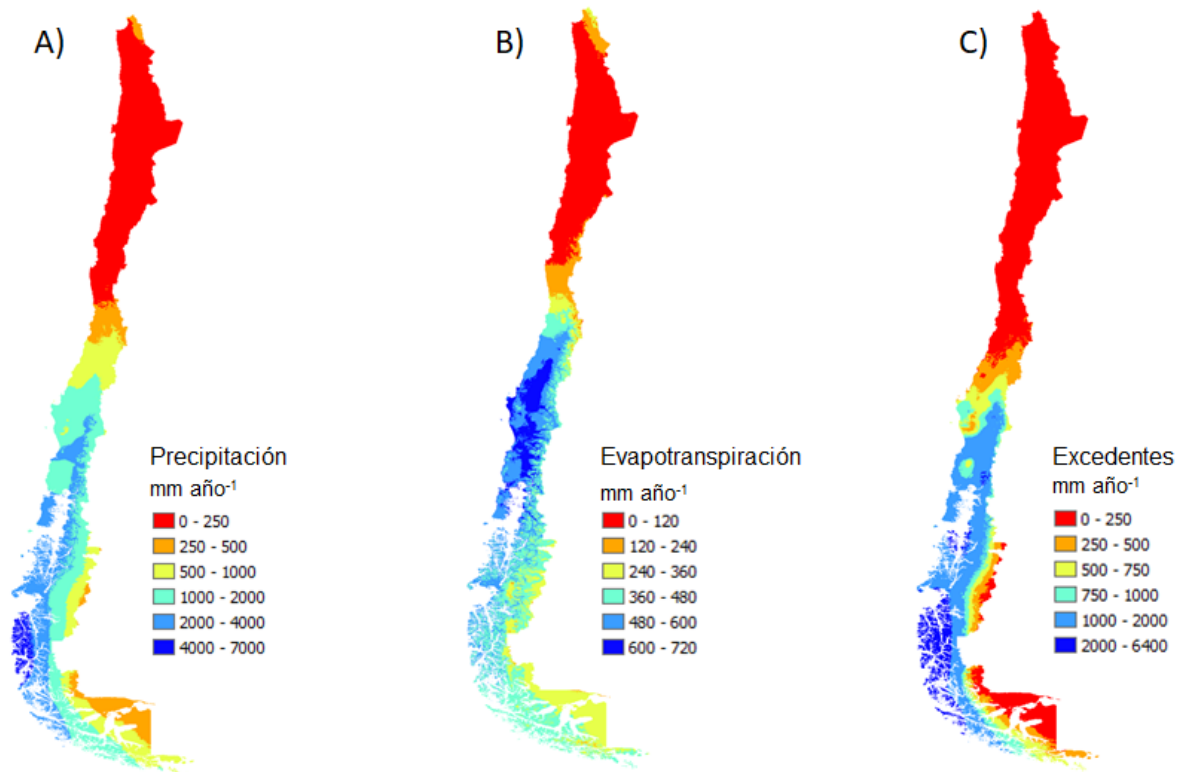 A)
B)
C)
Precipitación
mm año-1
0 - 250
250 - 500
500 - 1000
1000 - 2000
2000 - 4000
4000 - 7000
Evapotranspiración
mm año-1
0 - 120
120 - 240
240 - 360
360 - 480
480 - 600
600 - 720
Excedentes
mm año-1
0 - 250
250 - 500
500 - 750
750 - 1000
1000 - 2000
2000 - 6400